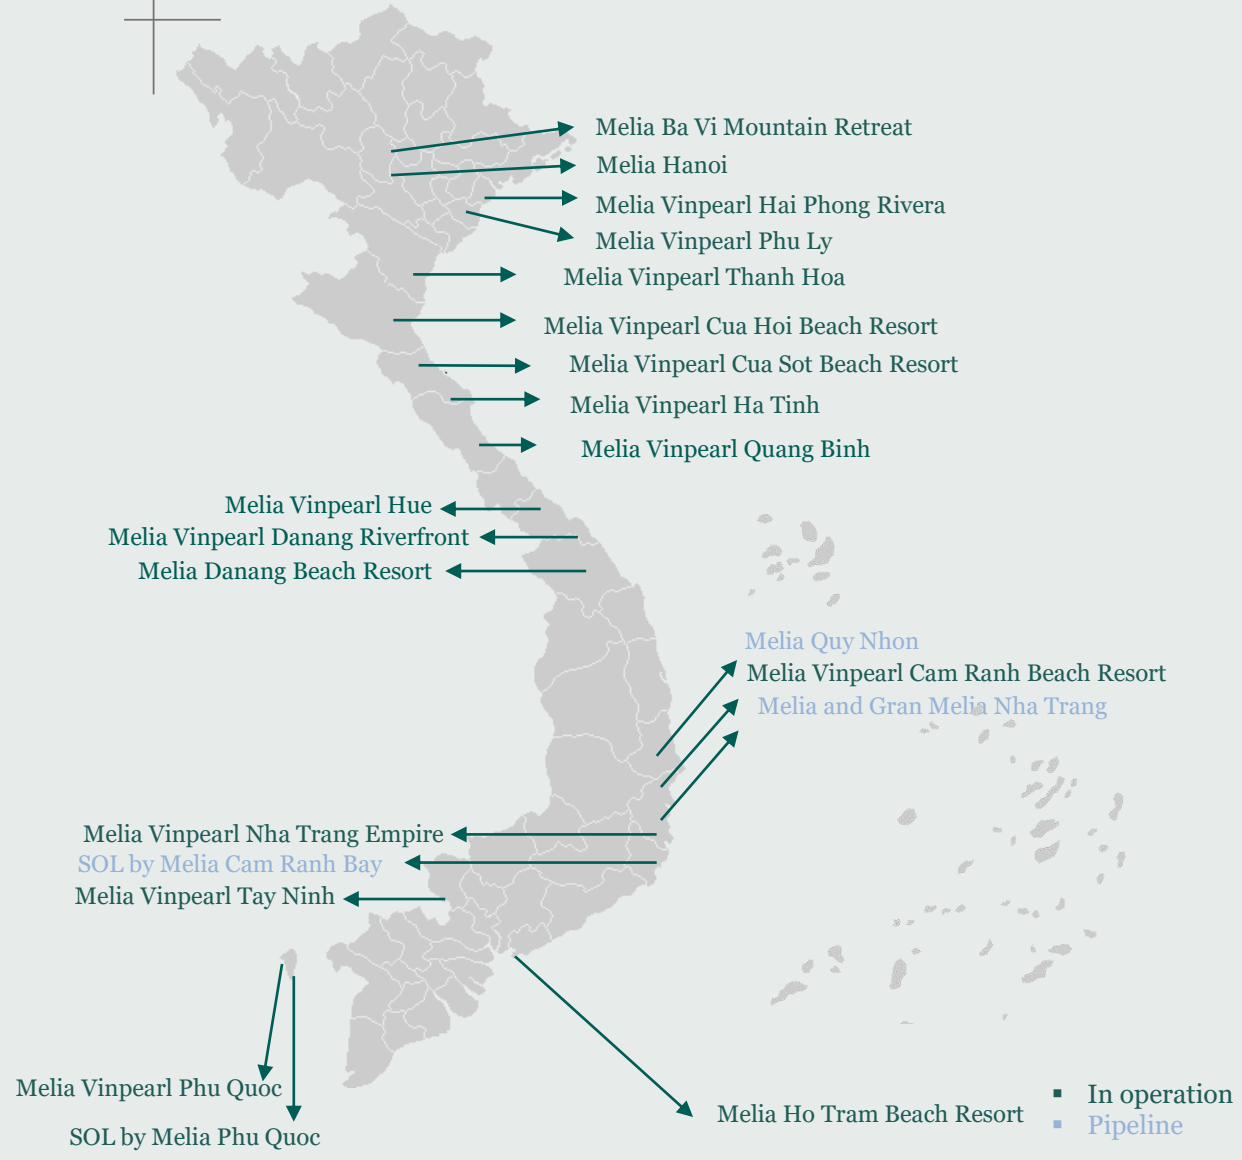 Melia Ba Vi Mountain Retreat
Melia Hanoi
Melia Vinpearl Hai Phong Rivera
Melia Vinpearl Phu Ly
Melia Vinpearl Thanh Hoa
Melia Vinpearl Cua Hoi Beach Resort
Melia Vinpearl Cua Sot Beach Resort
Melia Vinpearl Ha Tinh
Melia Vinpearl Quang Binh
Melia Vinpearl Hue
Melia Vinpearl Danang Riverfront
Melia Danang Beach Resort
Melia Quy Nhon
Melia Vinpearl Cam Ranh Beach Resort
Melia and Gran Melia Nha Trang
Melia Vinpearl Nha Trang Empire
SOL by Melia Cam Ranh Bay
Melia Vinpearl Tay Ninh
Melia Vinpearl Phu Quoc
SOL by Melia Phu Quoc
Melia Ho Tram Beach Resort
In operation
Pipeline